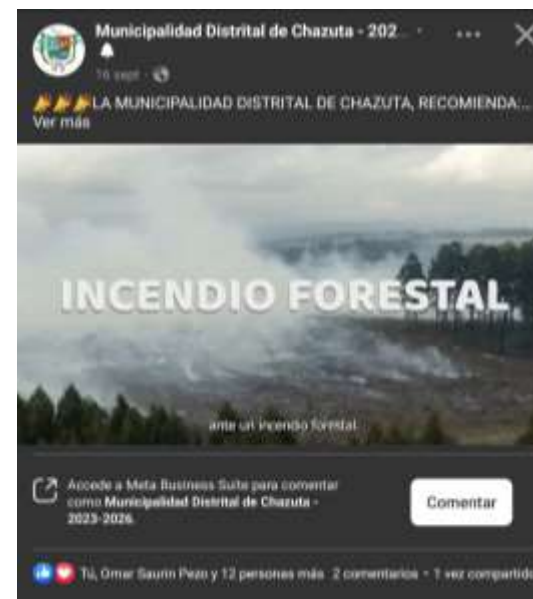 Municipalidad Distrital de Chazuta - 202...
16 sept
LA MUNICIPALIDAD DISTRITAL DE CHAZUTA, RECOMIENDA:...
Ver más
INCENDIO FORESTAL
ante un incendio forestal
Accede a Meta Business Suite para comentar
como Municipalidad Distrital de Chazuta -
2023-2026.
Comentar
Tú, Omar Saurin Pezo y 12 personas más 2 comentarios • 1 vez compartido